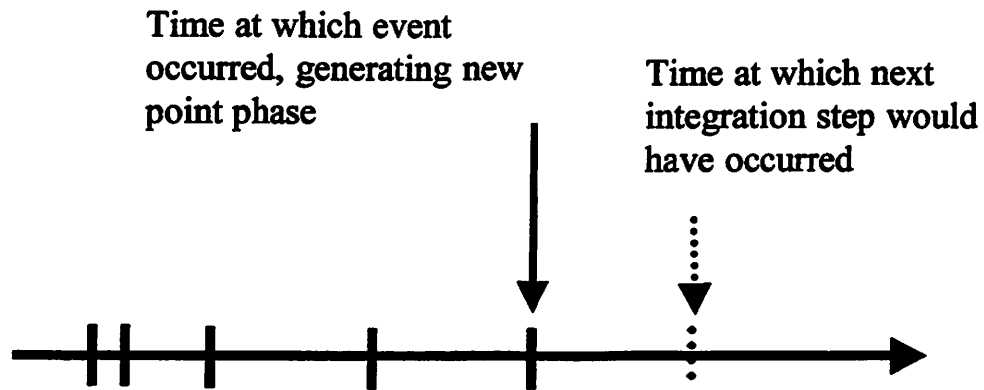 Time at which event
occurred, generating new
point phase
Time at which next
integration step would
have occurred